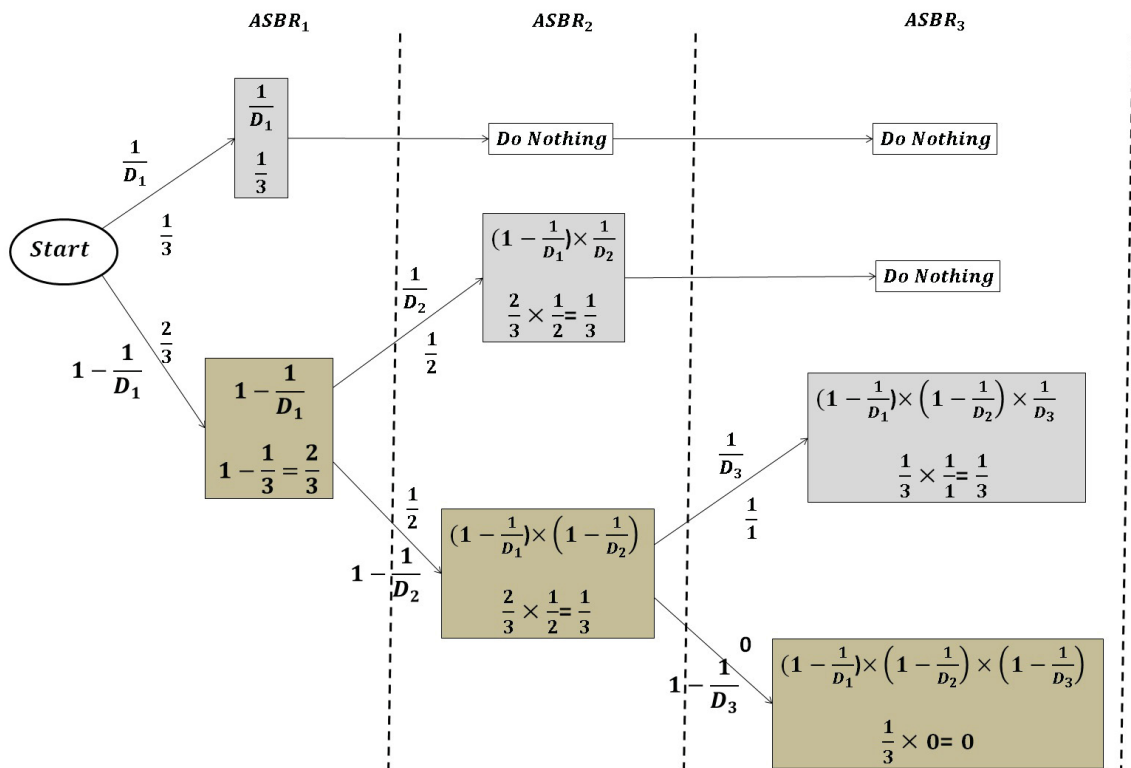 ASBR₁ ASBR₂ ASBR₃
1/D₁
1/3
1/D₁
1/3
Do Nothing
Do Nothing
Start
2/3
1 − 1/D₁
1 − 1/D₁
1 − 1/3 = 2/3
1/D₂
1/2
(1 − 1/D₁) × 1/D₂
2/3 × 1/2 = 1/3
Do Nothing
1/2
1 − 1/D₂
(1 − 1/D₁) × (1 − 1/D₂)
2/3 × 1/2 = 1/3
1/D₃
1/1
(1 − 1/D₁) × (1 − 1/D₂) × 1/D₃
1/3 × 1/1 = 1/3
0
1 − 1/D₃
(1 − 1/D₁) × (1 − 1/D₂) × (1 − 1/D₃)
1/3 × 0 = 0